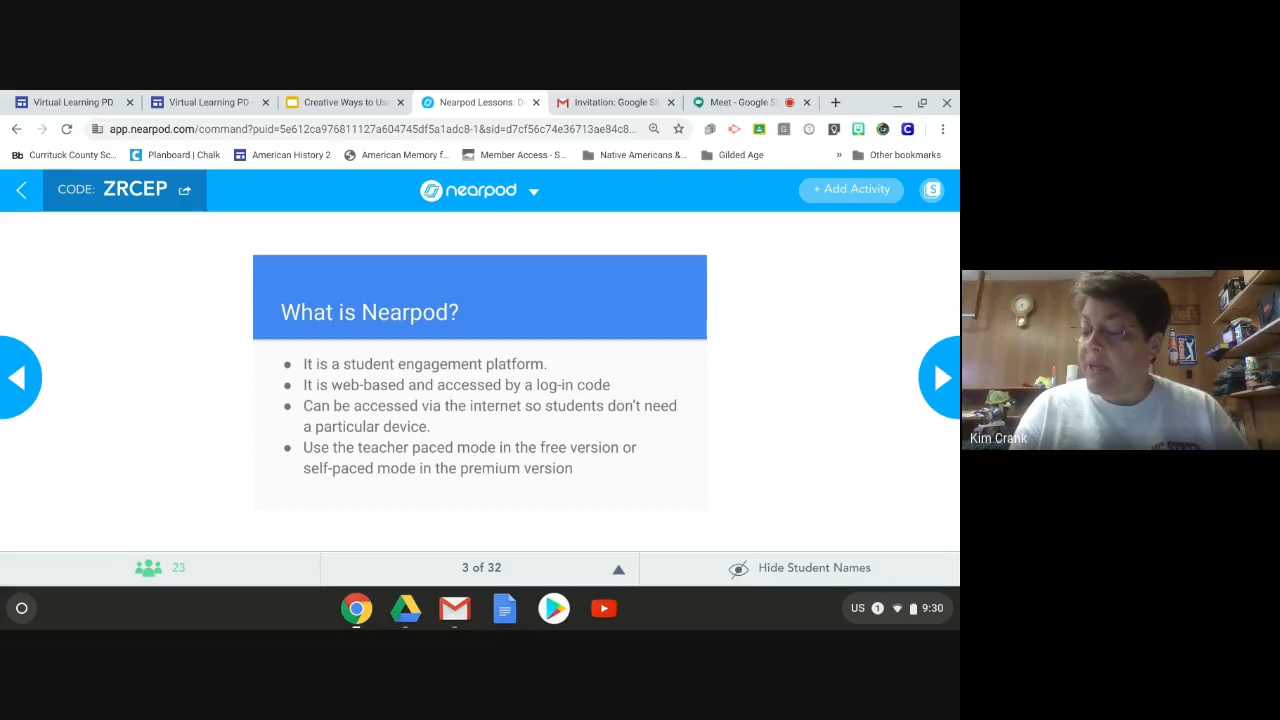 Virtual Learning PD
Virtual Learning PD
Creative Ways to Us
Nearpod Lessons: D
Invitation: Google Sl
Meet - Google S
app.nearpod.com/command?puid=5e612ca976811127a604745df5a1adc8-1&sid=d7cf56c74e36713ae84c8...
Bb Currituck County Sc...
Planboard | Chalk
American History 2
American Memory f...
Member Access - S...
Native Americans &...
Gilded Age
» Other bookmarks
CODE: ZRCEP
nearpod
+ Add Activity
S
What is Nearpod?
● It is a student engagement platform.
● It is web-based and accessed by a log-in code
● Can be accessed via the internet so students don't need
a particular device.
● Use the teacher paced mode in the free version or
self-paced mode in the premium version
Kim Crank
23
3 of 32
Hide Student Names
US 1 9:30